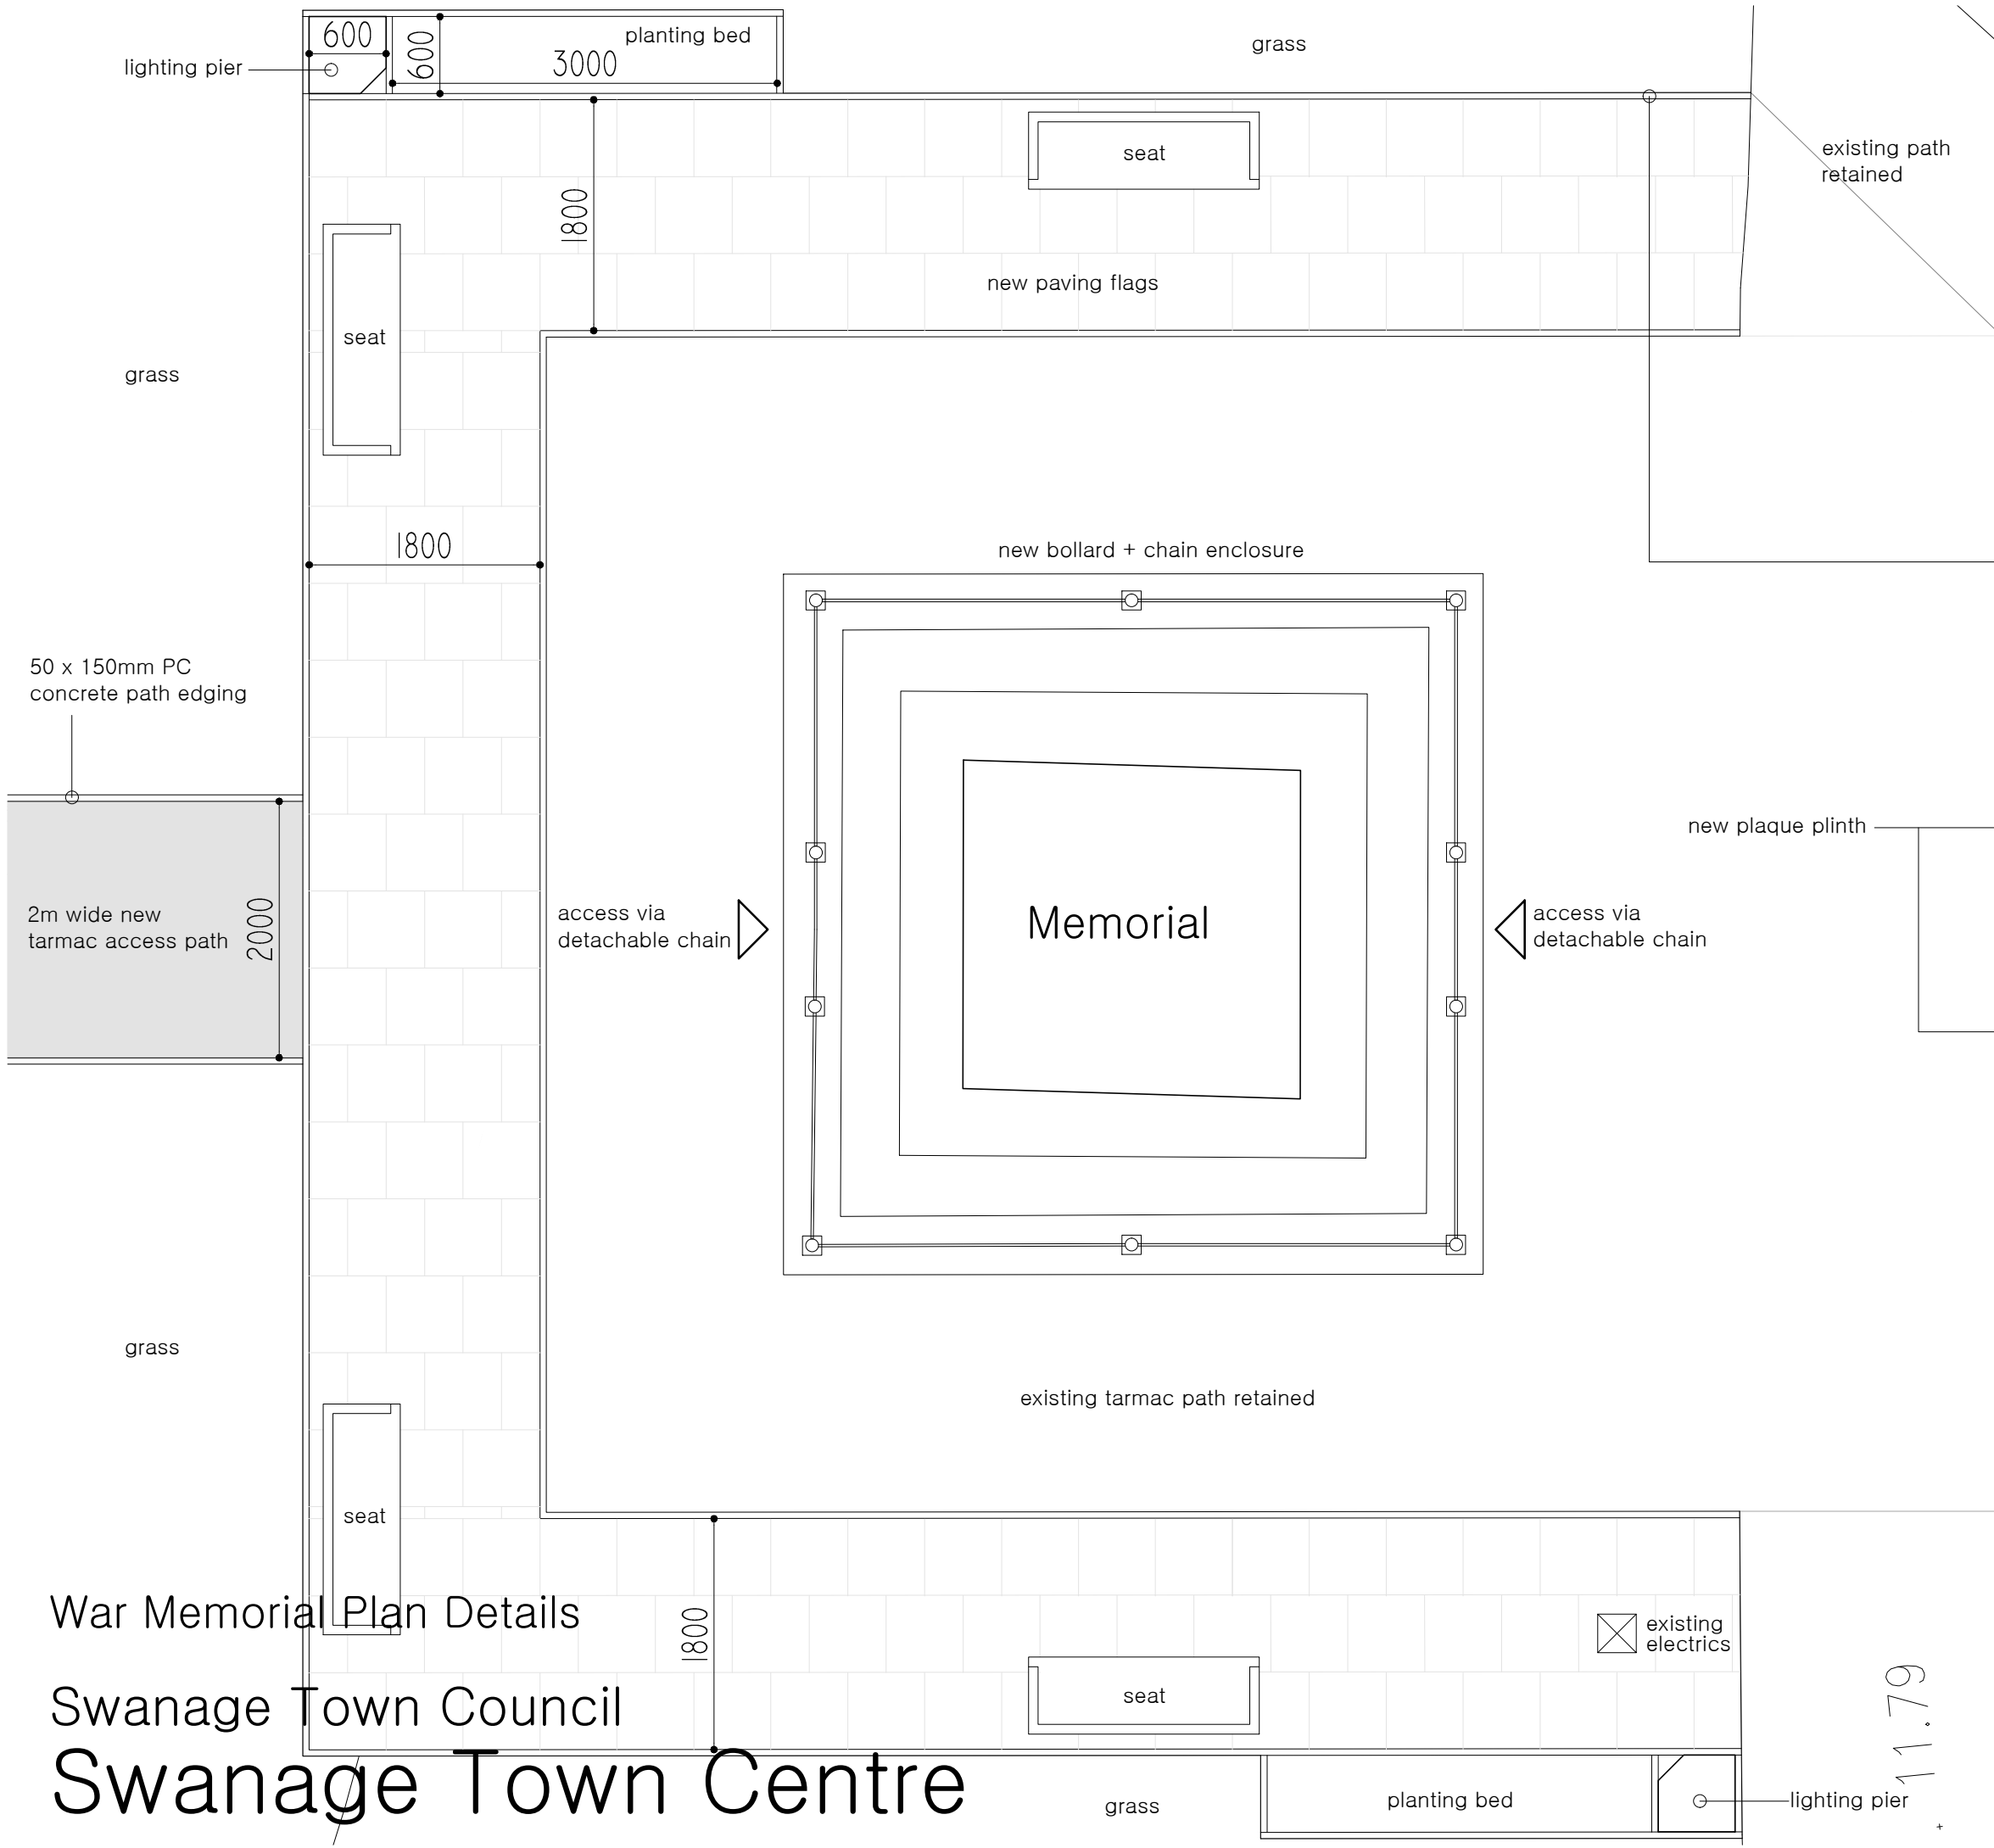 600
600
planting bed
3000
lighting pier
grass
seat
existing path
retained
1800
new paving flags
seat
grass
1800
new bollard + chain enclosure
50 x 150mm PC
concrete path edging
new plaque plinth
2m wide new
tarmac access path
2000
access via
detachable chain
Memorial
access via
detachable chain
grass
existing tarmac path retained
seat
War Memorial Plan Details
1800
existing
electrics
Swanage Town Council
seat
Swanage Town Centre
grass
planting bed
lighting pier
11.79